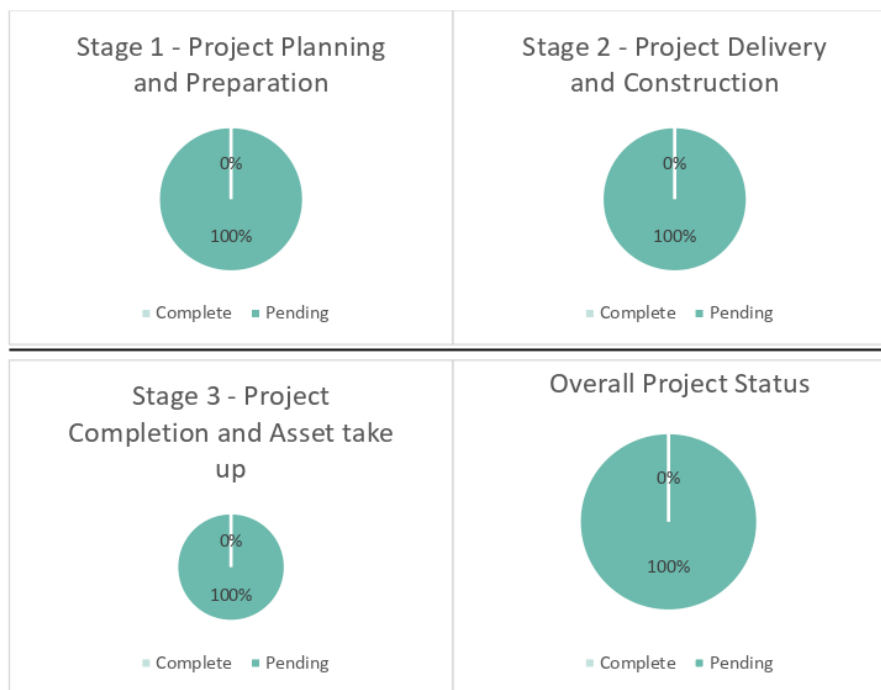 Stage 1 - Project Planning
and Preparation
0%
100%
Complete Pending
Stage 2 - Project Delivery
and Construction
0%
100%
Complete Pending
Stage 3 - Project
Completion and Asset take
up
0%
100%
Complete Pending
Overall Project Status
0%
100%
Complete Pending